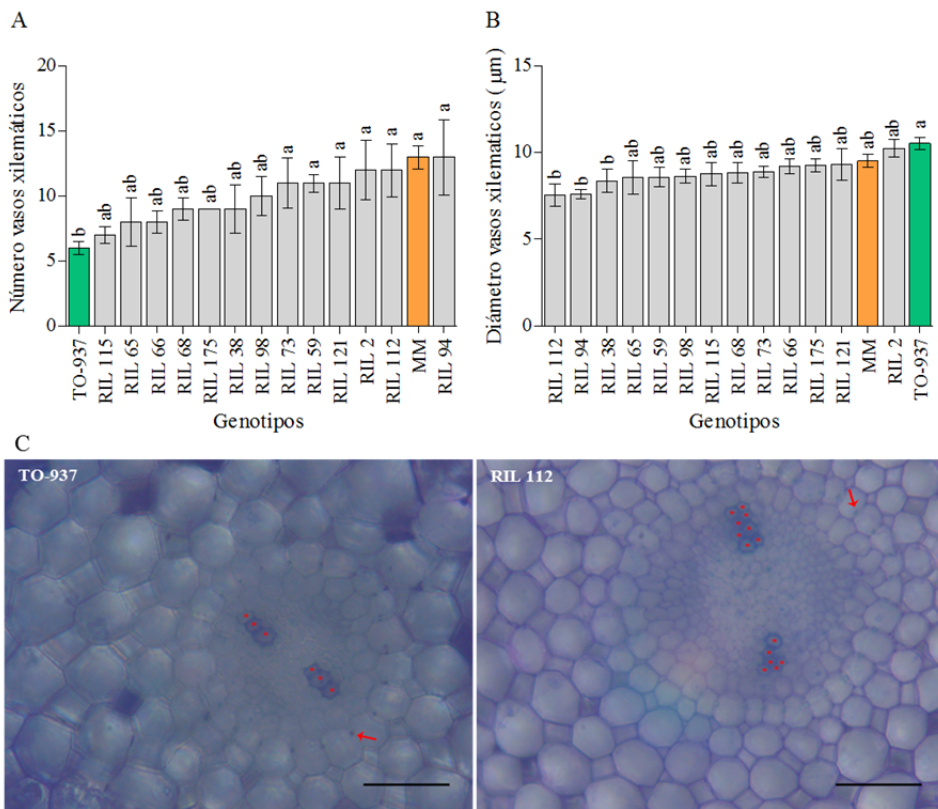 A
Número vasos xilemáticos
20
15
10
5
0
b
ab
ab
ab
ab
ab
ab
ab
a
a
a
a
a
a
a
TO-937
RIL 115
RIL 65
RIL 66
RIL 68
RIL 175
RIL 38
RIL 98
RIL 73
RIL 59
RIL 121
RIL 2
RIL 112
MM
RIL 94
Genotipos
B
Diámetro vasos xilematicos ( µm)
15
10
5
0
b
b
b
ab
ab
ab
ab
ab
ab
ab
ab
ab
ab
ab
a
RIL 112
RIL 94
RIL 38
RIL 65
RIL 59
RIL 98
RIL 115
RIL 68
RIL 73
RIL 66
RIL 175
RIL 121
MM
RIL 2
TO-937
Genotipos
C
TO-937
RIL 112